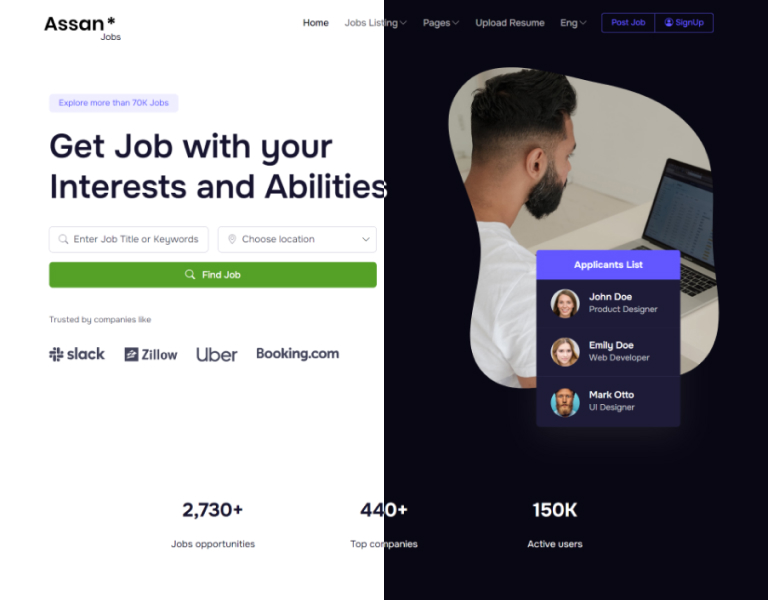 Assan*
Jobs
Home
Jobs Listing
Pages
Upload Resume
Eng
Post Job
SignUp
Explore more than 70K Jobs
Get Job with your
Interests and Abilities
Enter Job Title or Keywords
Choose location
Find Job
Trusted by companies like
slack
Zillow
Uber
Booking.com
Applicants List
John Doe
Product Designer
Emily Doe
Web Developer
Mark Otto
UI Designer
2,730+
440+
150K
Jobs opportunities
Top companies
Active users